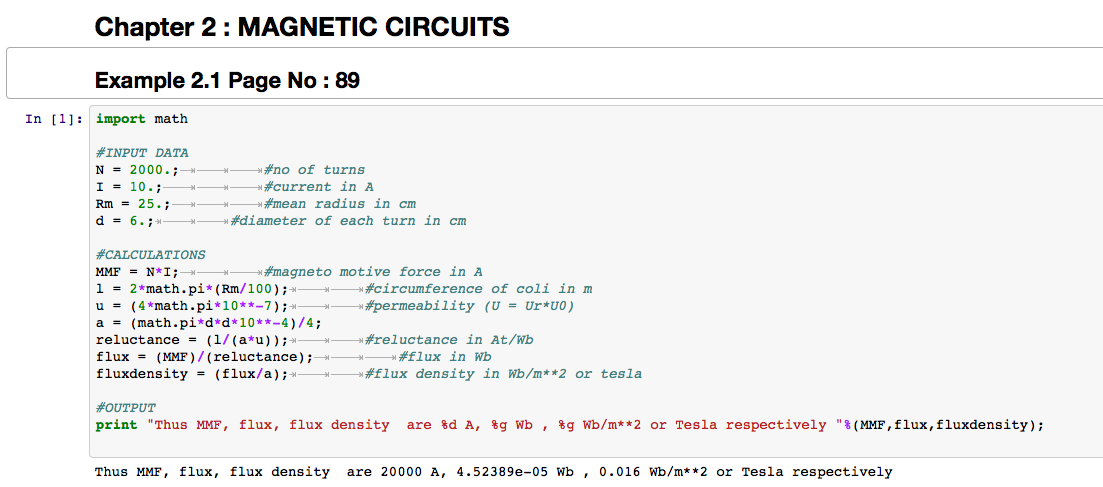 Chapter 2 : MAGNETIC CIRCUITS
Example 2.1 Page No : 89
In [1]: import math
#INPUT DATA
N = 2000.; #no of turns
I = 10.; #current in A
Rm = 25.; #mean radius in cm
d = 6.; #diameter of each turn in cm
#CALCULATIONS
MMF = N*I; #magneto motive force in A
l = 2*math.pi*(Rm/100); #circumference of coli in m
u = (4*math.pi*10**-7); #permeability (U = Ur*U0)
a = (math.pi*d*d*10**-4)/4;
reluctance = (l/(a*u)); #reluctance in At/Wb
flux = (MMF)/(reluctance); #flux in Wb
fluxdensity = (flux/a); #flux density in Wb/m**2 or tesla
#OUTPUT
print "Thus MMF, flux, flux density  are %d A, %g Wb , %g Wb/m**2 or Tesla respectively "%(MMF,flux,fluxdensity);
Thus MMF, flux, flux density  are 20000 A, 4.52389e-05 Wb , 0.016 Wb/m**2 or Tesla respectively